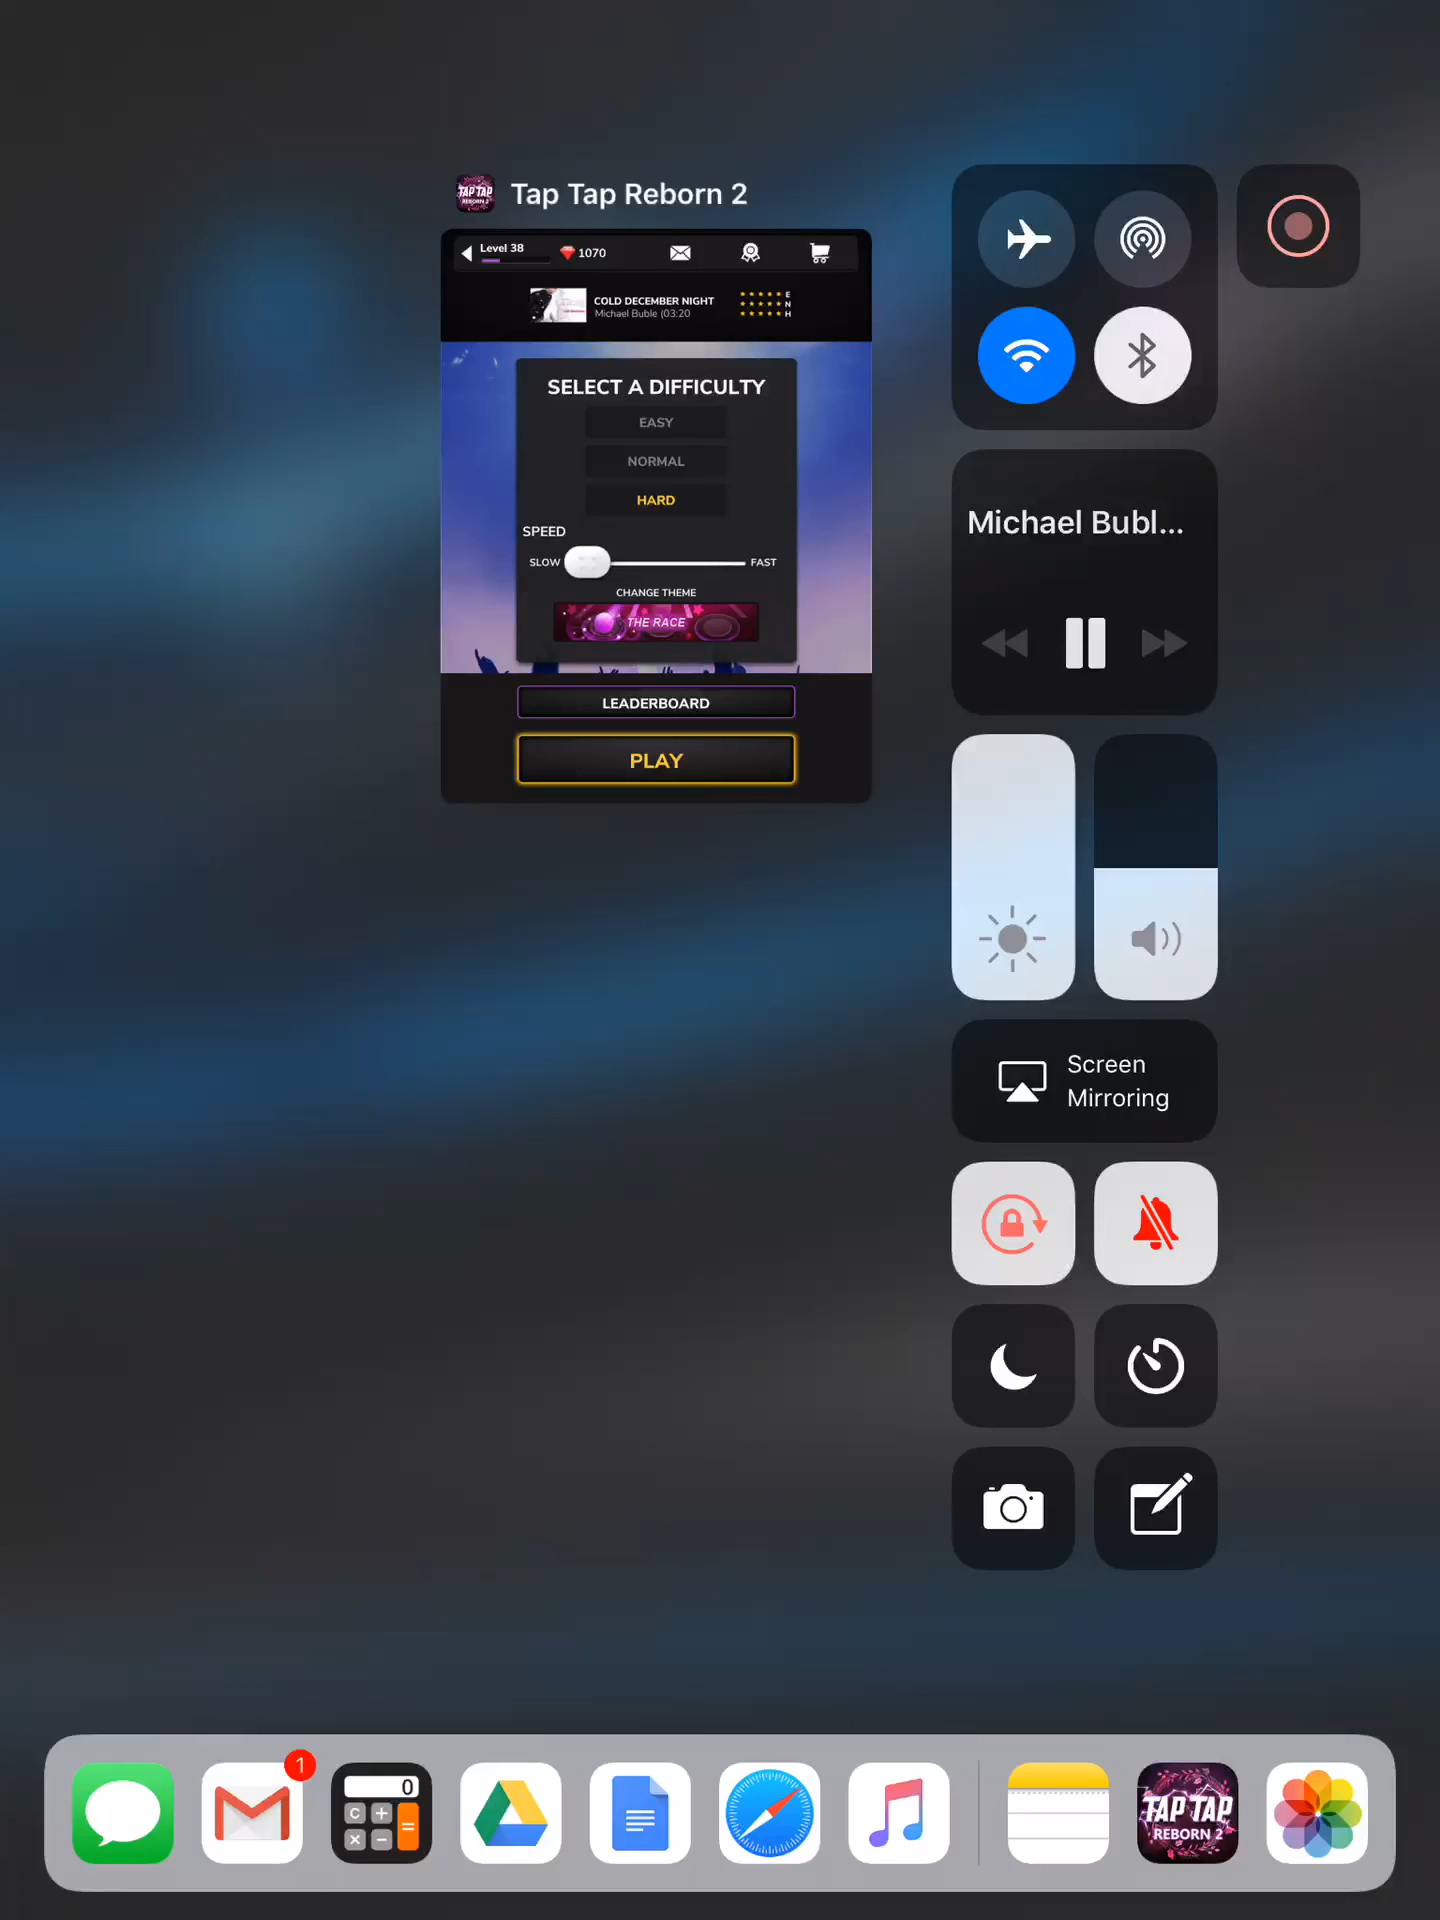 Tap Tap Reborn 2
Level 38
1070
COLD DECEMBER NIGHT
Michael Buble (03:20
E
N
H
SELECT A DIFFICULTY
EASY
NORMAL
HARD
SPEED
SLOW
FAST
CHANGE THEME
THE RACE
LEADERBOARD
PLAY
Michael Bubl...
Screen
Mirroring
1
0
C +
× − =
TAP TAP
REBORN 2